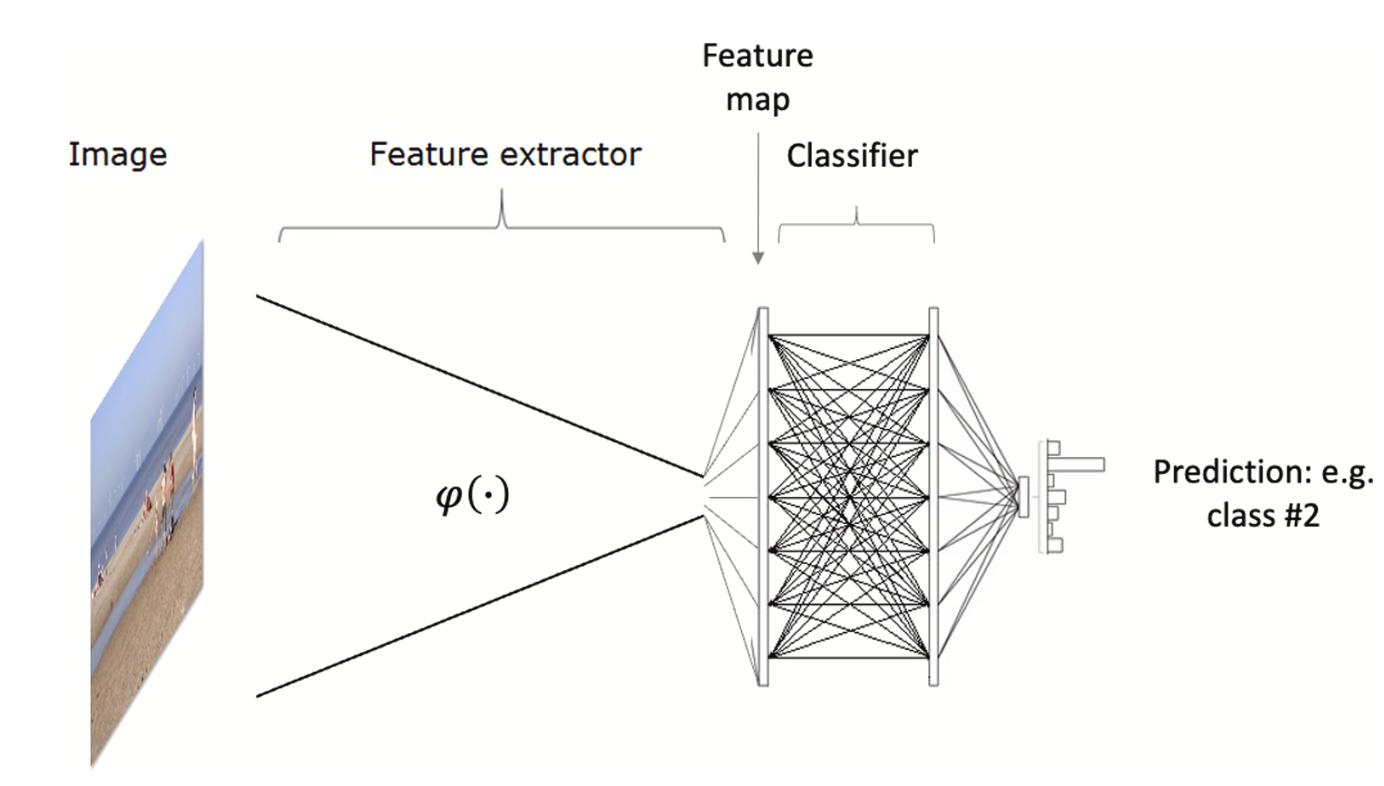 Feature
map
Image
Feature extractor
Classifier
φ(·)
Prediction: e.g.
class #2